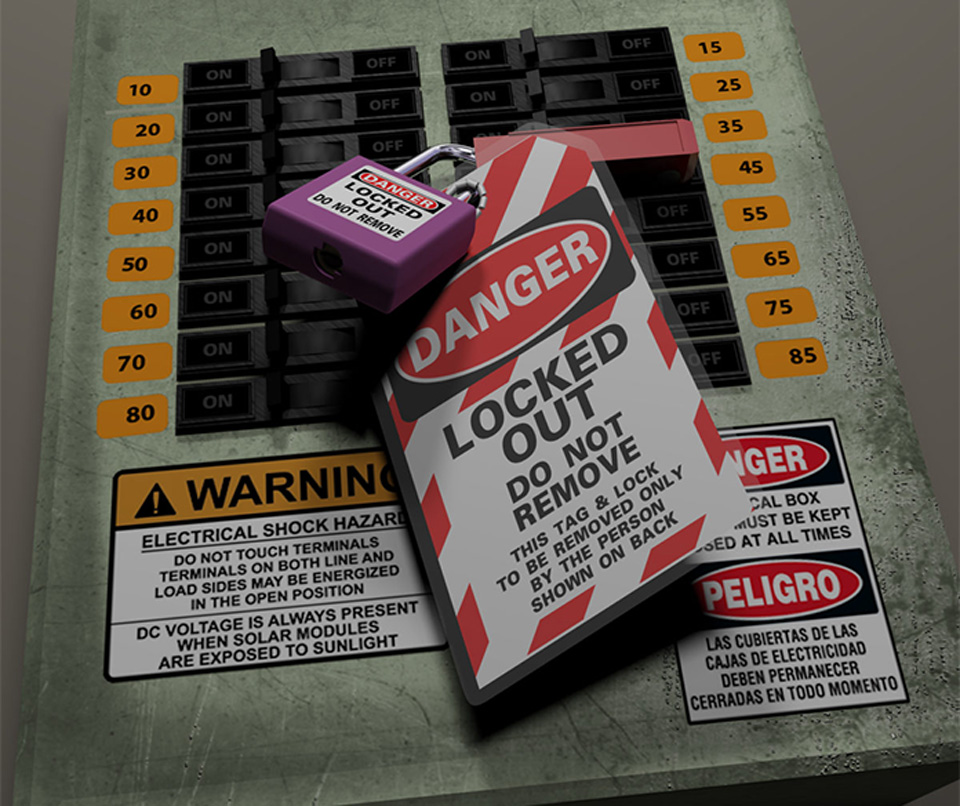 10
20
30
40
50
60
70
80
ON OFF
ON OFF
ON OFF
ON
ON
ON
ON
ON
ON OFF
ON OFF
ON
OFF
OFF
OFF
OFF
15
25
35
45
55
65
75
85
DANGER
LOCKED
OUT
DO NOT REMOVE
DANGER
LOCKED
OUT
DO NOT
REMOVE
THIS TAG & LOCK
TO BE REMOVED ONLY
BY THE PERSON
SHOWN ON BACK
WARNING
ELECTRICAL SHOCK HAZARD
DO NOT TOUCH TERMINALS
TERMINALS ON BOTH LINE AND
LOAD SIDES MAY BE ENERGIZED
IN THE OPEN POSITION
DC VOLTAGE IS ALWAYS PRESENT
WHEN SOLAR MODULES
ARE EXPOSED TO SUNLIGHT
NGER
CAL BOX
MUST BE KEPT
SED AT ALL TIMES
PELIGRO
LAS CUBIERTAS DE LAS
CAJAS DE ELECTRICIDAD
DEBEN PERMANECER
CERRADAS EN TODO MOMENTO